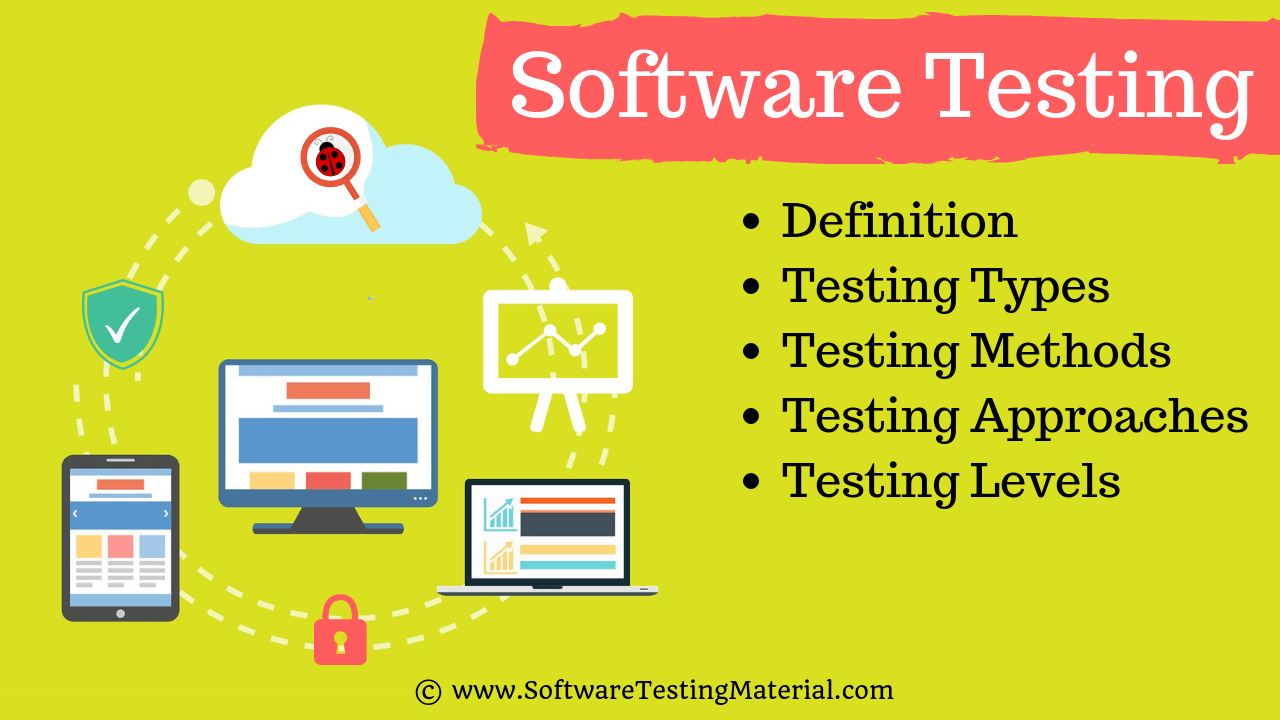 Software Testing
• Definition
• Testing Types
• Testing Methods
• Testing Approaches
• Testing Levels
© www.SoftwareTestingMaterial.com